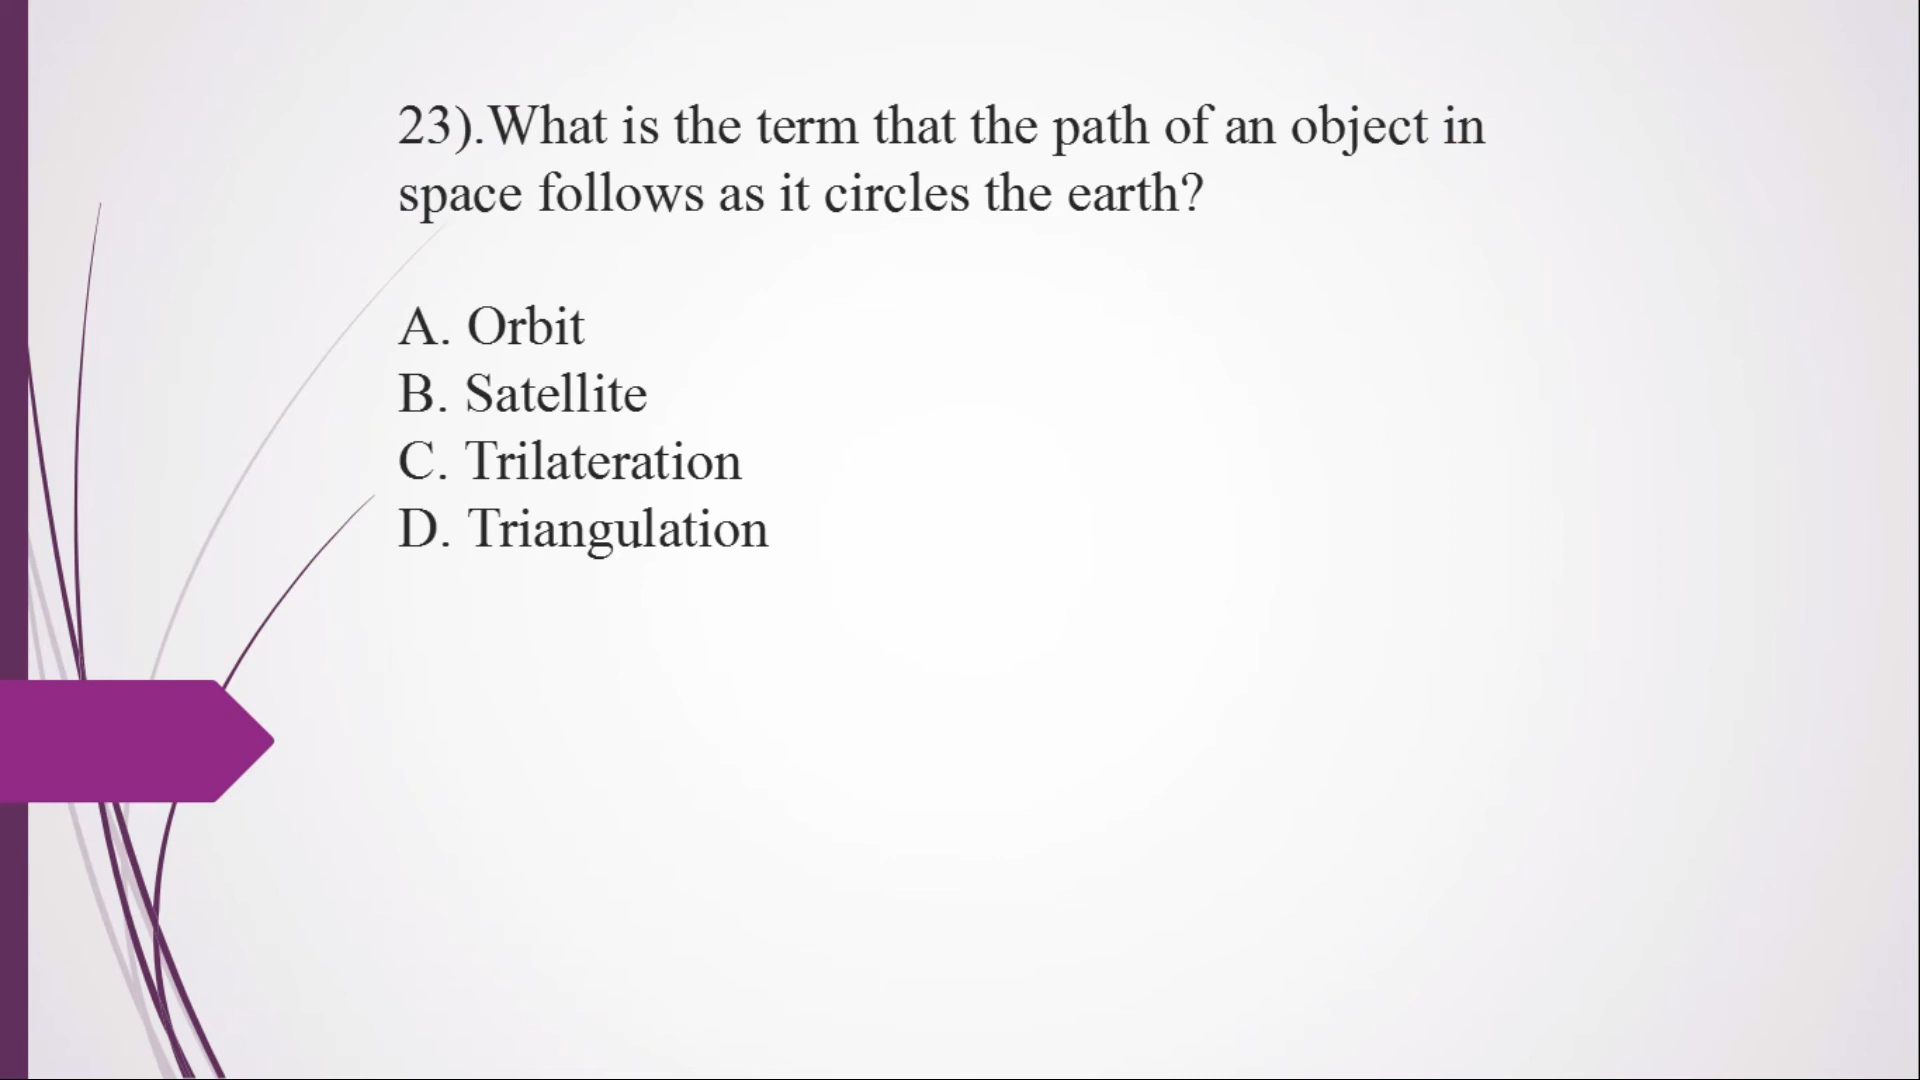 23).What is the term that the path of an object in
space follows as it circles the earth?
A. Orbit
B. Satellite
C. Trilateration
D. Triangulation